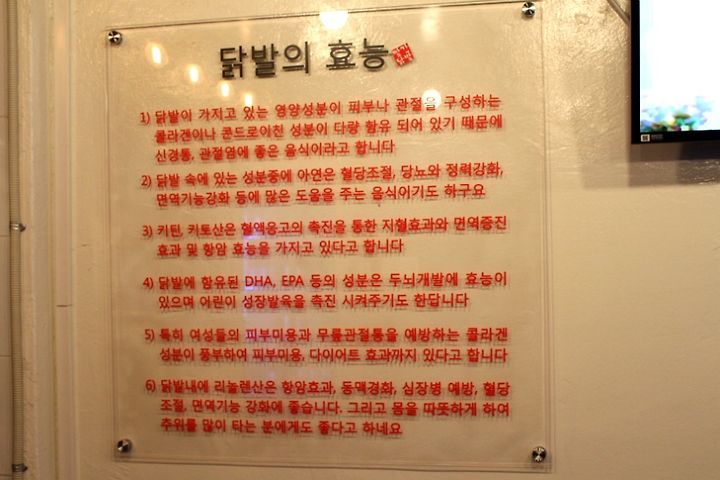 닭발의 효능
1) 닭발이 가지고 있는 영양성분이 피부나 관절을 구성하는
콜라겐이나 콘드로이친 성분이 다량 함유 되어 있기 때문에
신경통, 관절염에 좋은 음식이라고 합니다
2) 닭발 속에 있는 성분중에 아연은 혈당조절, 당뇨와 정력강화,
면역기능강화 등에 많은 도움을 주는 음식이기도 하구요
3) 키틴, 키토산은 혈액응고의 촉진을 통한 지혈효과와 면역증진
효과 및 항암 효능을 가지고 있다고 합니다
4) 닭발에 함유된 DHA, EPA 등의 성분은 두뇌개발에 효능이
있으며 어린이 성장발육을 촉진 시켜주기도 한답니다
5) 특히 여성들의 피부미용과 무릎관절통을 예방하는 콜라겐
성분이 풍부하여 피부미용, 다이어트 효과까지 있다고 합니다
6) 닭발내에 리놀렌산은 항암효과, 동맥경화, 심장병 예방, 혈당
조절, 면역기능 강화에 좋습니다. 그리고 몸을 따뜻하게 하여
추위를 많이 타는 분에게도 좋다고 하네요